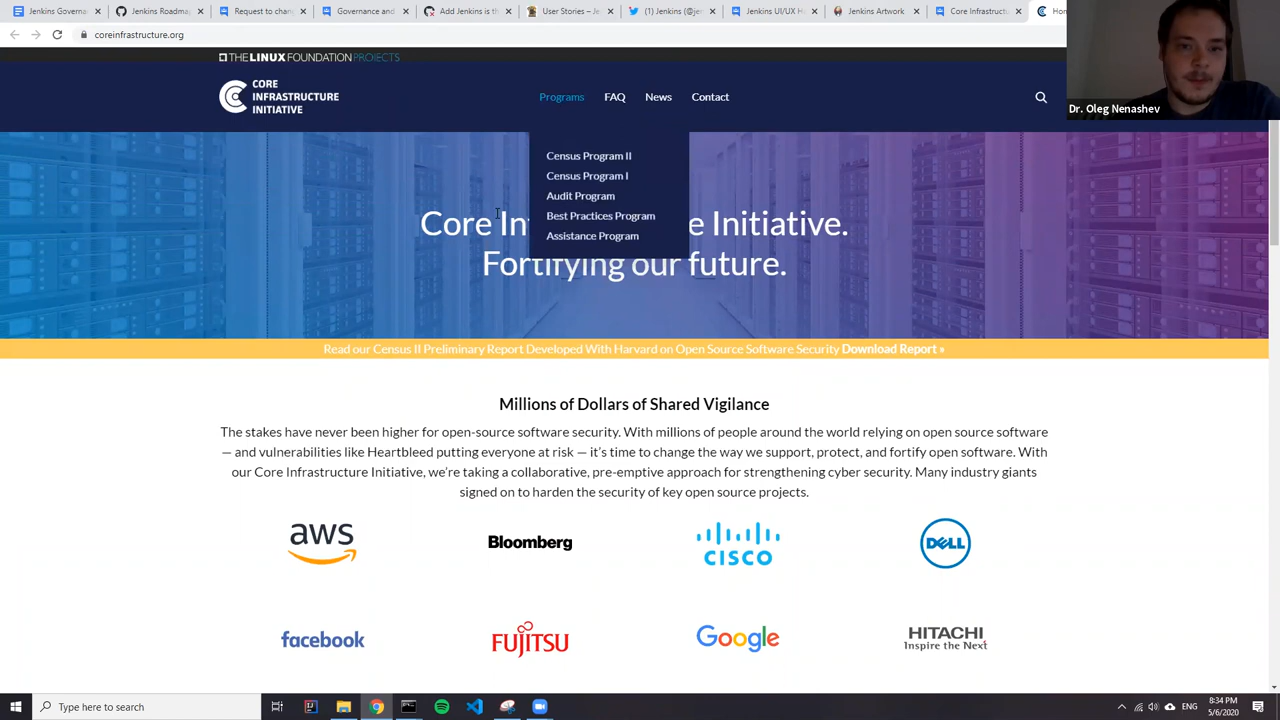 Jenkins Governa
Jenkins Roadma
Request for chan
Governance and
Add Jenkins is th
User Stories – Je
(1) Jenkins (@je
Jenkins UI/UX H
Jenkins Artwork
Core Infrastructu
coreinfrastructure.org
THE LINUX FOUNDATION PROJECTS
CORE
INFRASTRUCTURE
INITIATIVE
Programs
FAQ
News
Contact
Dr. Oleg Nenashev
Census Program II
Census Program I
Audit Program
Best Practices Program
Assistance Program
Core In e Initiative.
Fortifying our future.
Read our Census II Preliminary Report Developed With Harvard on Open Source Software Security Download Report »
Millions of Dollars of Shared Vigilance
The stakes have never been higher for open-source software security. With millions of people around the world relying on open source software
— and vulnerabilities like Heartbleed putting everyone at risk — it's time to change the way we support, protect, and fortify open software. With
our Core Infrastructure Initiative, we're taking a collaborative, pre-emptive approach for strengthening cyber security. Many industry giants
signed on to harden the security of key open source projects.
aws
Bloomberg
CISCO
DELL
facebook
FUJITSU
Google
HITACHI
Inspire the Next
Type here to search
ENG
8:34 PM
5/6/2020